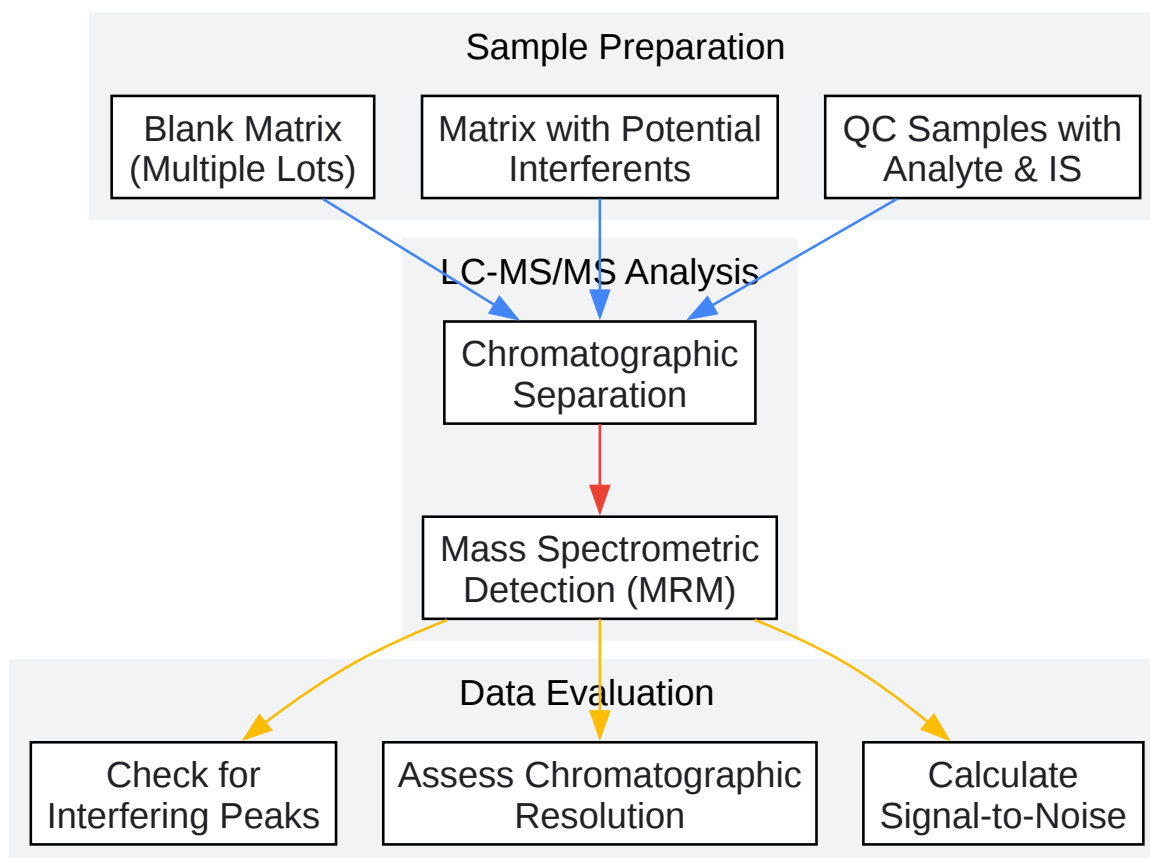 Sample Preparation
Blank Matrix
(Multiple Lots)
Matrix with Potential
Interferents
QC Samples with
Analyte & IS
LC-MS/MS Analysis
Chromatographic
Separation
Mass Spectrometric
Detection (MRM)
Data Evaluation
Check for
Interfering Peaks
Assess Chromatographic
Resolution
Calculate
Signal-to-Noise